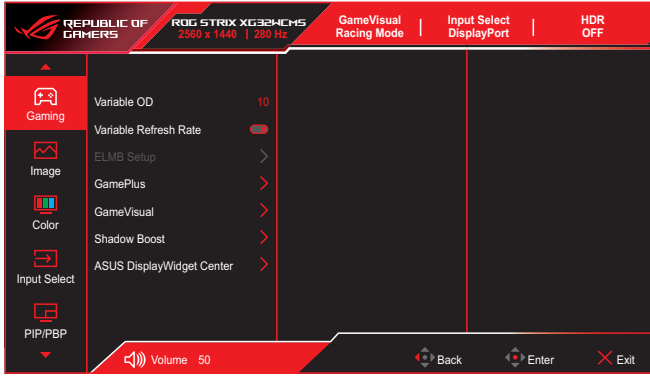 REPUBLIC OF
GAMERS
ROG STRIX XG32WCMS
2560 x 1440 | 280 Hz
GameVisual
Racing Mode
Input Select
DisplayPort
HDR
OFF
Gaming
Image
Color
Input Select
PIP/PBP
Variable OD 10
Variable Refresh Rate
ELMB Setup
GamePlus
GameVisual
Shadow Boost
ASUS DisplayWidget Center
Volume 50
Back
Enter
Exit